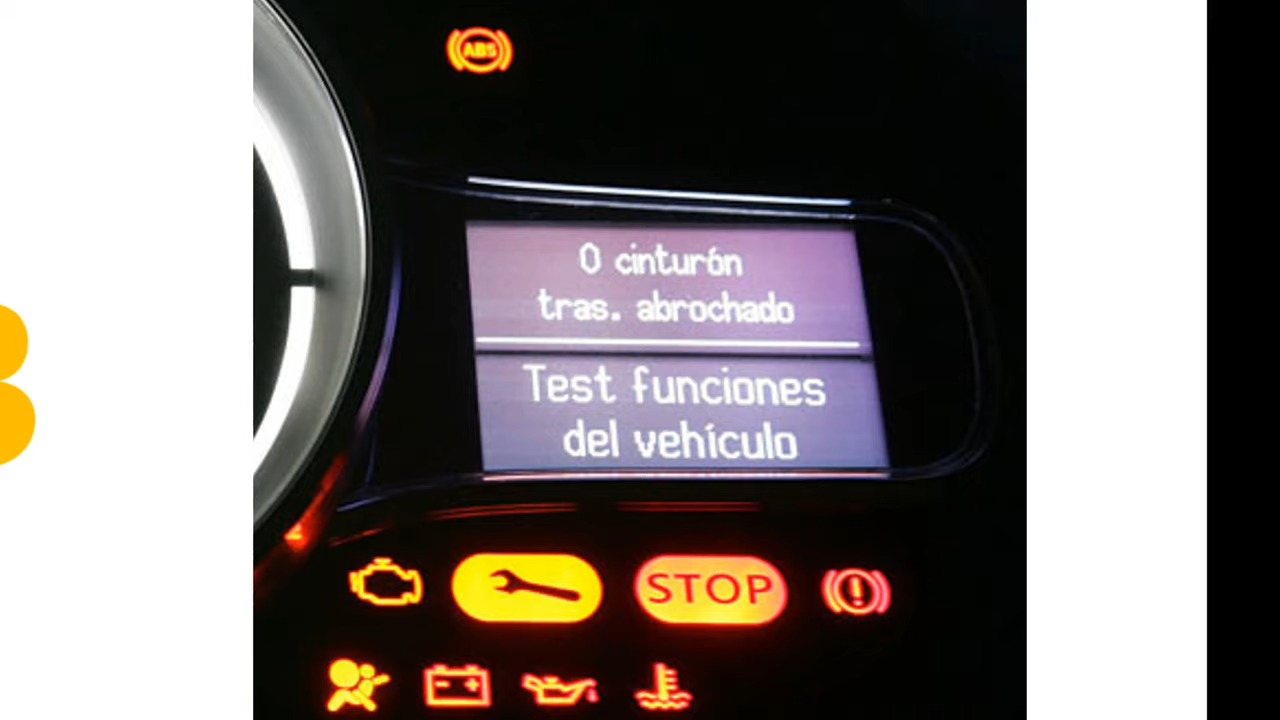 ABS
0 cinturón
tras. abrochado
Test funciones
del vehículo
STOP